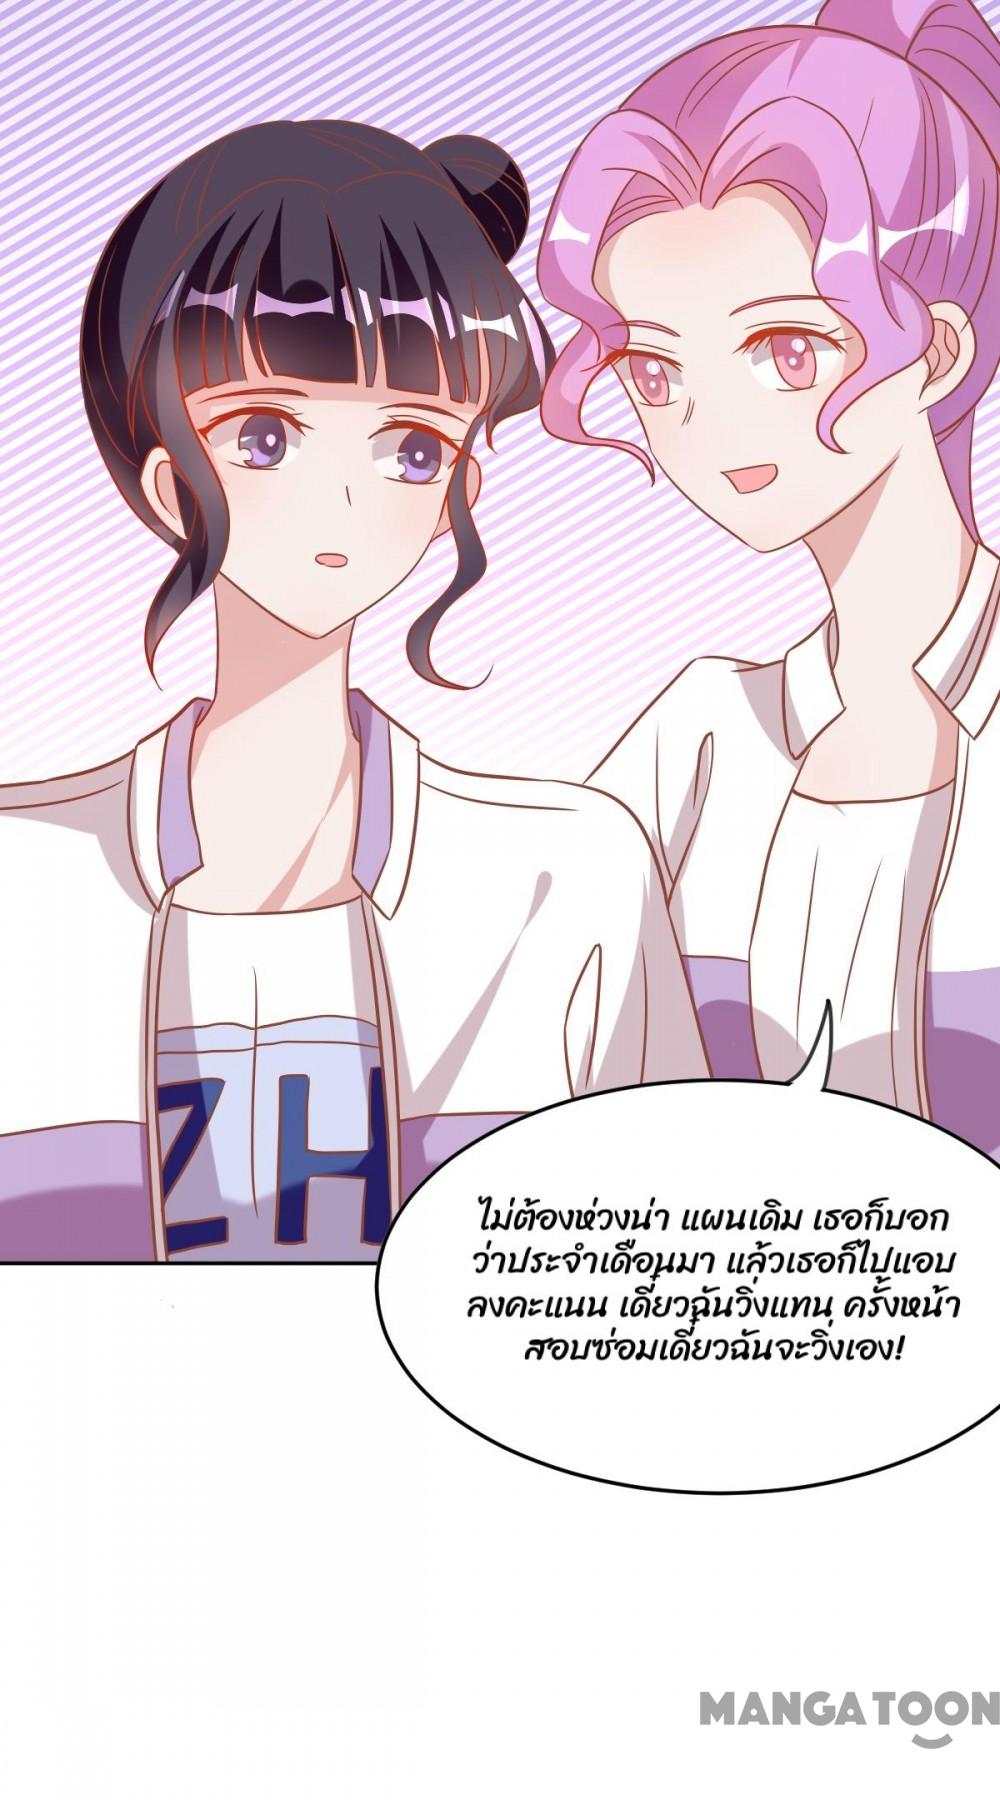 ZH
ไม่ต้องห่วงน่า แผนเดิม เธอก็บอก
ว่าประจำเดือนมา แล้วเธอก็ไปแอบ
ลงคะแนน เดี๋ยวฉันวิ่งแทน ครั้งหน้า
สอบซ่อมเดี๋ยวฉันจะวิ่งเอง!
MANGATOON